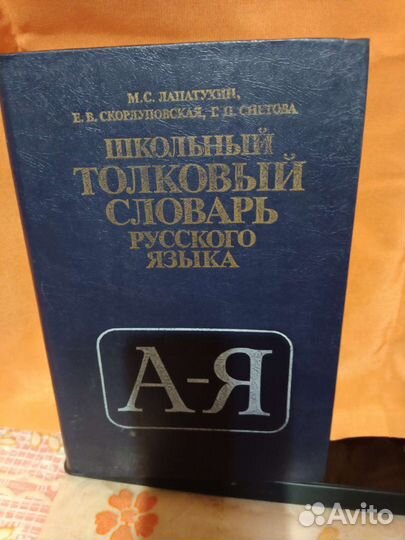 М.С. ЛАПАТУХИН,
Е. В. СКОРЛУПОВСКАЯ, Г. П. СНЕТОВА
ШКОЛЬНЫЙ
ТОЛКОВЫЙ
СЛОВАРЬ
РУССКОГО
ЯЗЫКА
А-Я
Avito